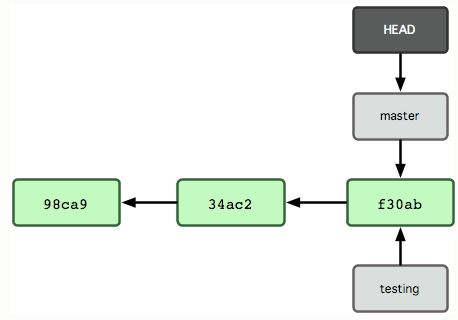 HEAD
master
98ca9
34ac2
f30ab
testing